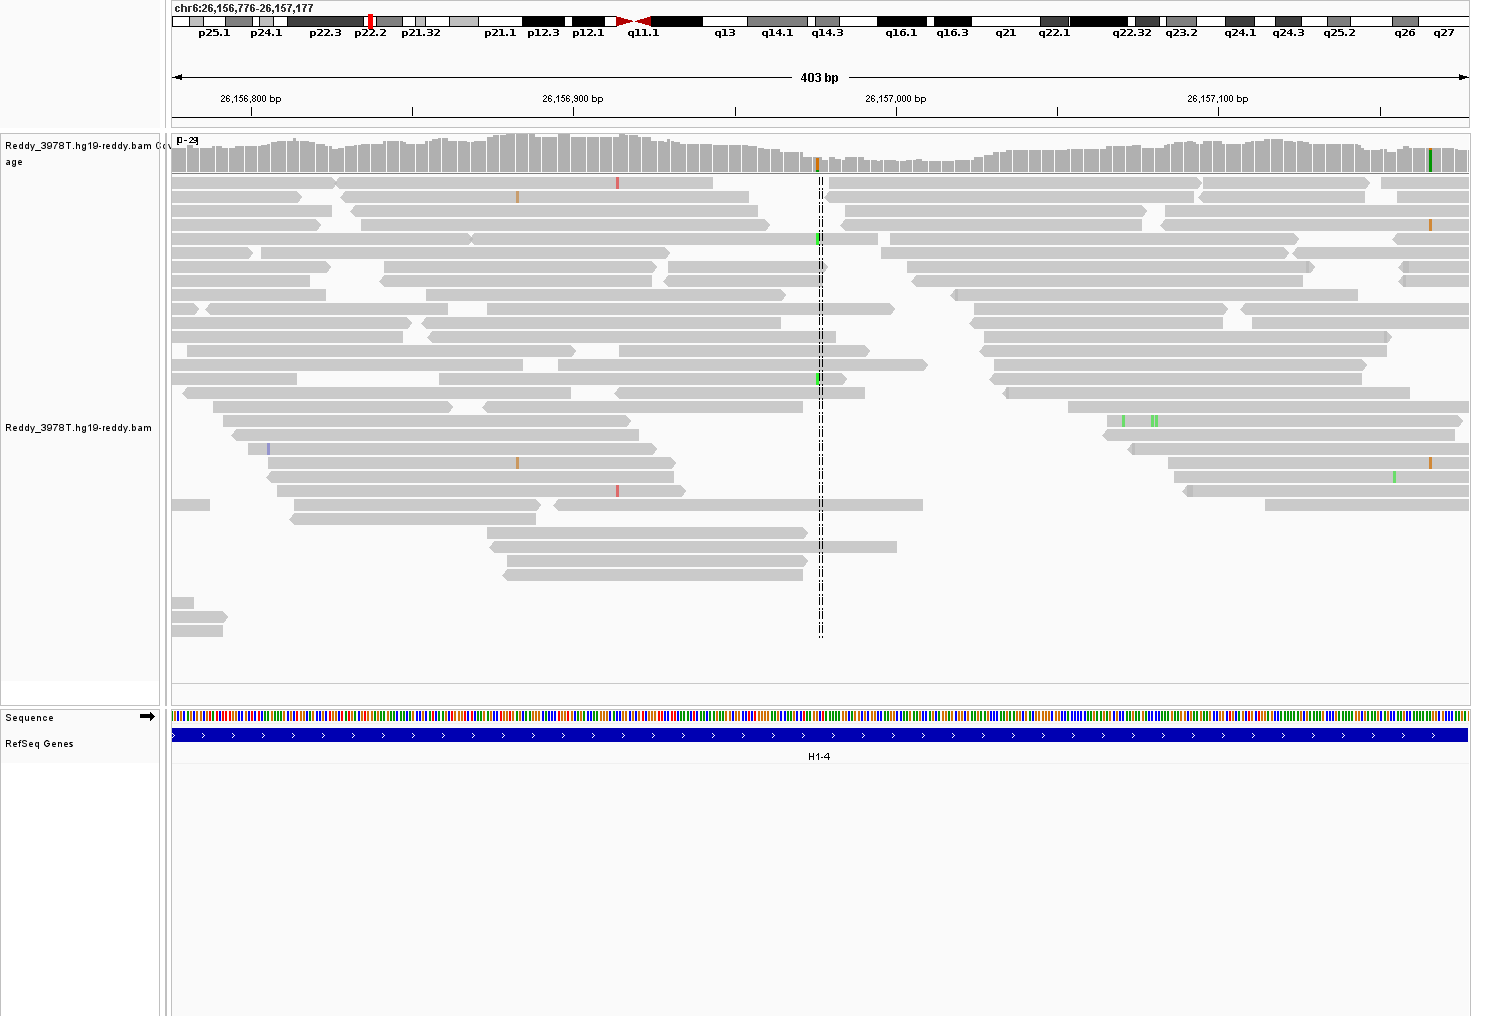 chr6:26,156,776-26,157,177
p25.1 p24.1 p22.3 p22.2 p21.32 p21.1 p12.3 p12.1 q11.1 q13 q14.1 q14.3 q16.1 q16.3 q21 q22.1 q22.32 q23.2 q24.1 q24.3 q25.2 q26 q27
403 bp
26,156,800 bp 26,156,900 bp 26,157,000 bp 26,157,100 bp
[0-29]
Reddy_3978T.hg19-reddy.bam Cov
age
Reddy_3978T.hg19-reddy.bam
Sequence
RefSeq Genes
H1-4